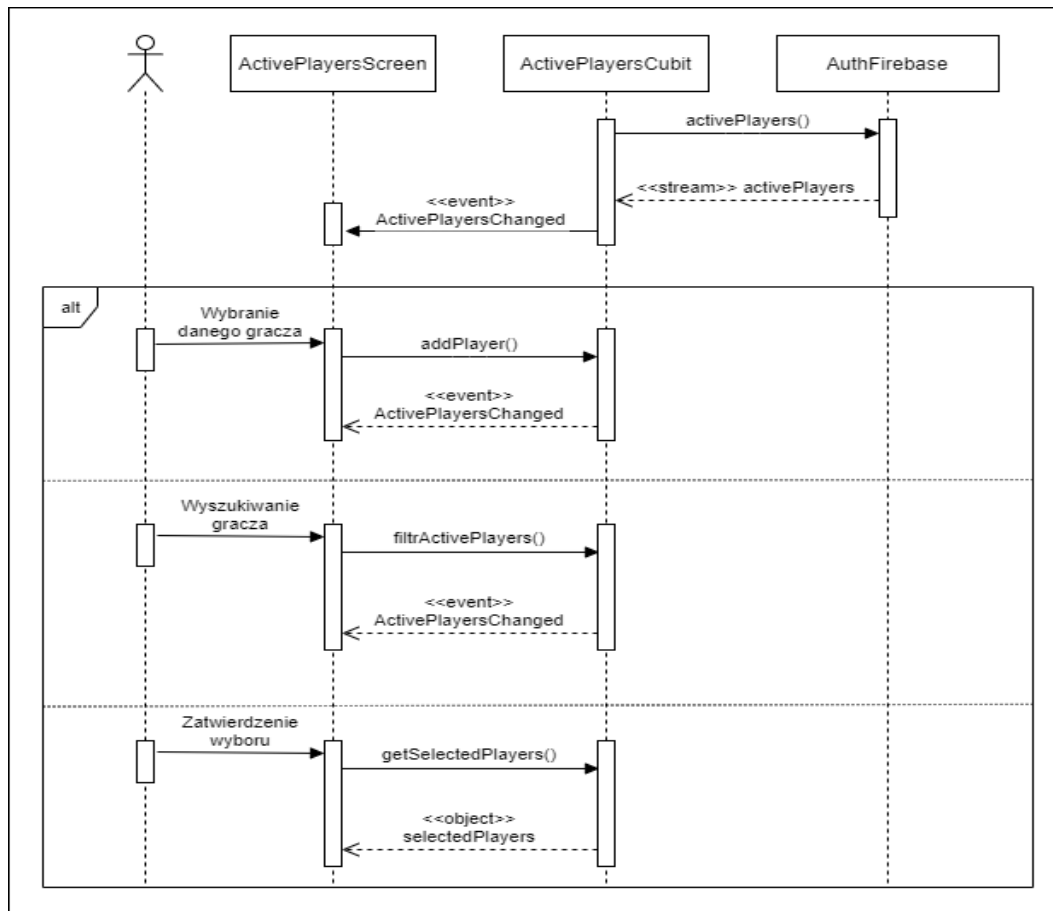 ActivePlayersScreen
ActivePlayersCubit
AuthFirebase
activePlayers()
<<stream>> activePlayers
<<event>>
ActivePlayersChanged
alt
Wybranie
danego gracza
addPlayer()
<<event>>
ActivePlayersChanged
Wyszukiwanie
gracza
filtrActivePlayers()
<<event>>
ActivePlayersChanged
Zatwierdzenie
wyboru
getSelectedPlayers()
<<object>>
selectedPlayers